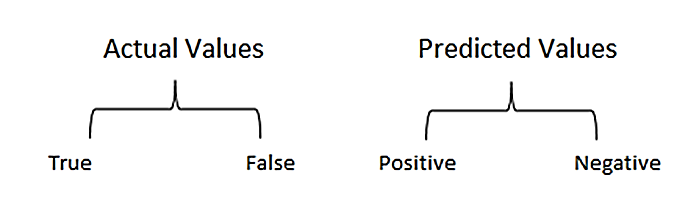 Actual Values
Predicted Values
True
False
Positive
Negative